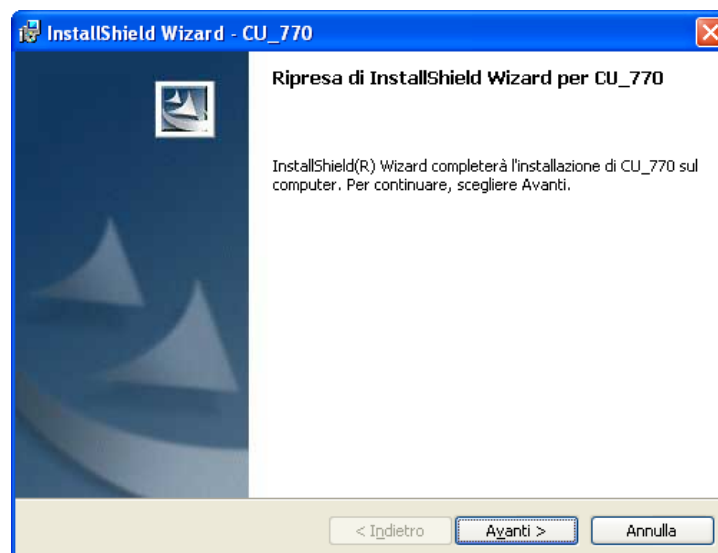 InstallShield Wizard - CU_770
Ripresa di InstallShield Wizard per CU_770
InstallShield(R) Wizard completerà l'installazione di CU_770 sul
computer. Per continuare, scegliere Avanti.
< Indietro
Avanti >
Annulla